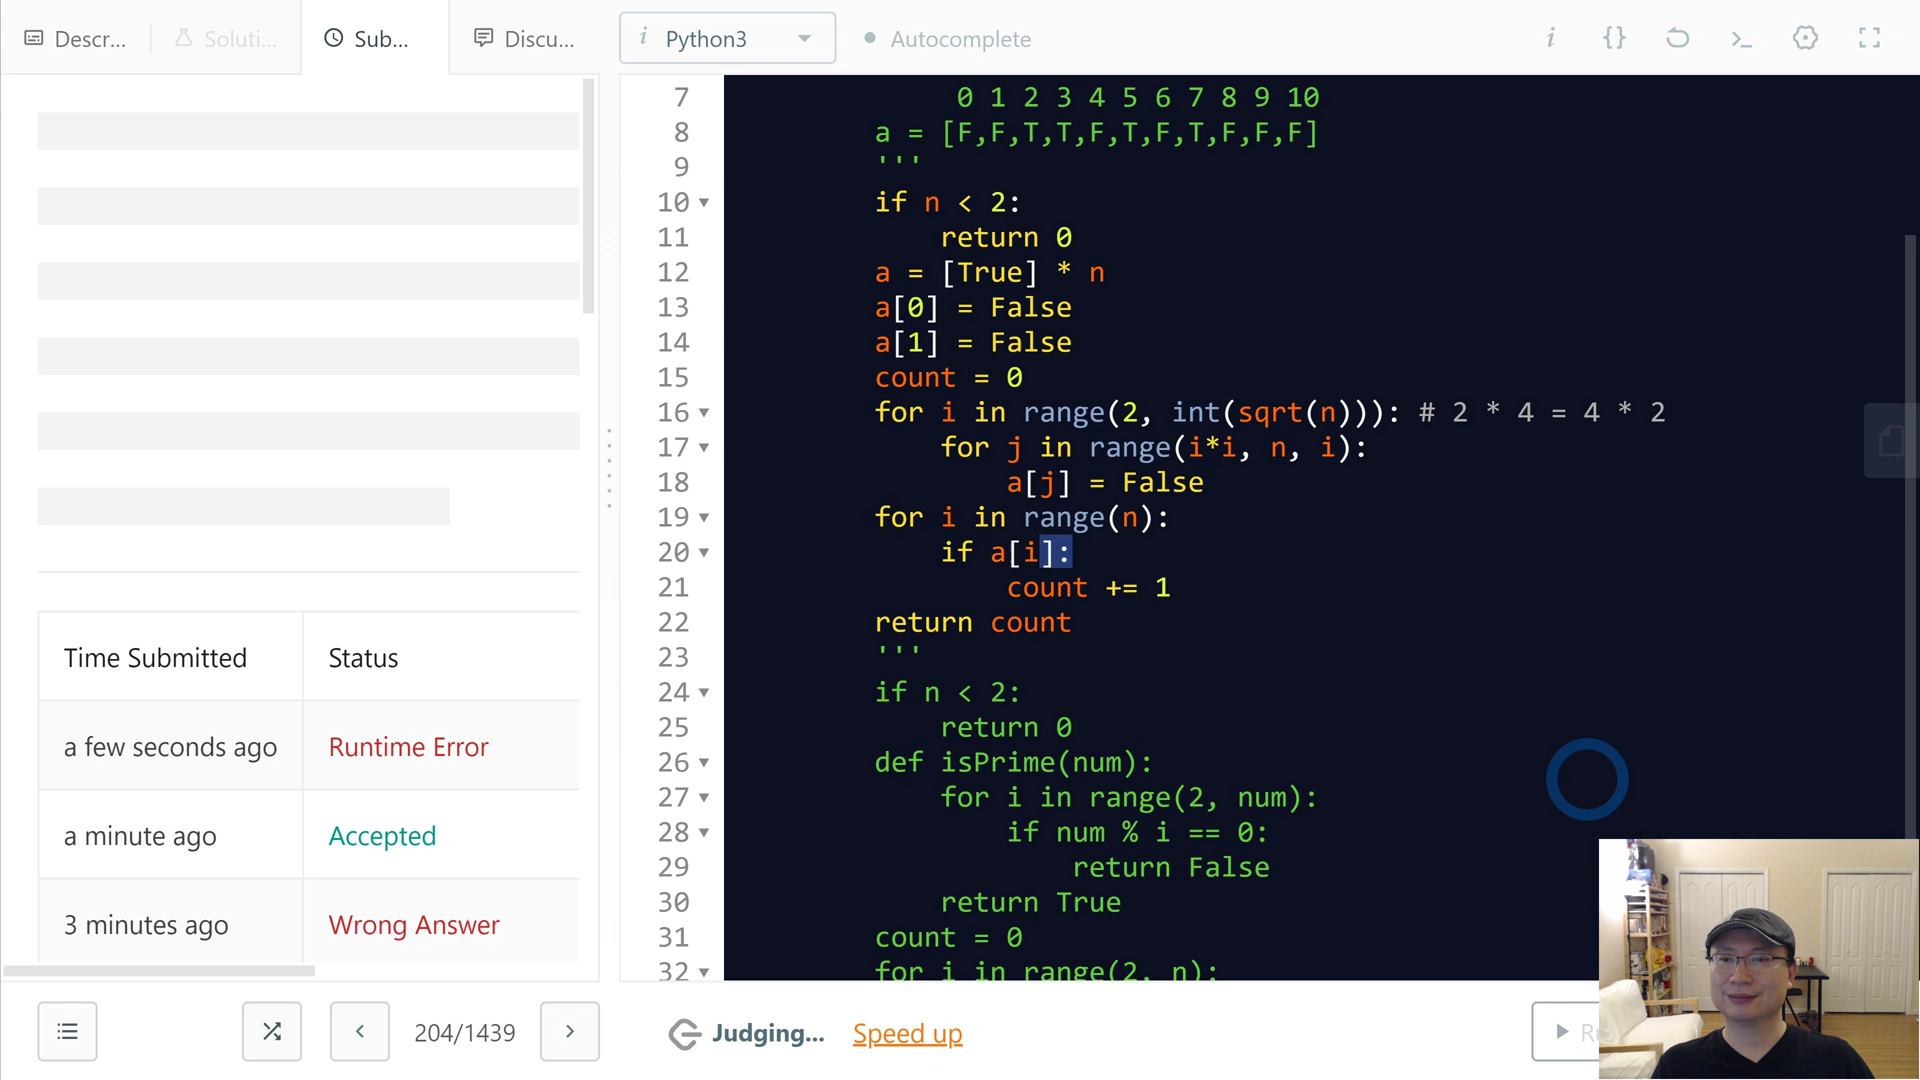 Descr...
Soluti...
Sub...
Discu...
Python3
Autocomplete
7 0 1 2 3 4 5 6 7 8 9 10
8 a = [F,F,T,T,F,T,F,T,F,F,F]
9 '''
10 if n < 2:
11 return 0
12 a = [True] * n
13 a[0] = False
14 a[1] = False
15 count = 0
16 for i in range(2, int(sqrt(n))): # 2 * 4 = 4 * 2
17 for j in range(i*i, n, i):
18 a[j] = False
19 for i in range(n):
20 if a[i]:
21 count += 1
22 return count
23 '''
24 if n < 2:
25 return 0
26 def isPrime(num):
27 for i in range(2, num):
28 if num % i == 0:
29 return False
30 return True
31 count = 0
32 for i in range(2, n):
Time Submitted Status
a few seconds ago Runtime Error
a minute ago Accepted
3 minutes ago Wrong Answer
204/1439
Judging... Speed up